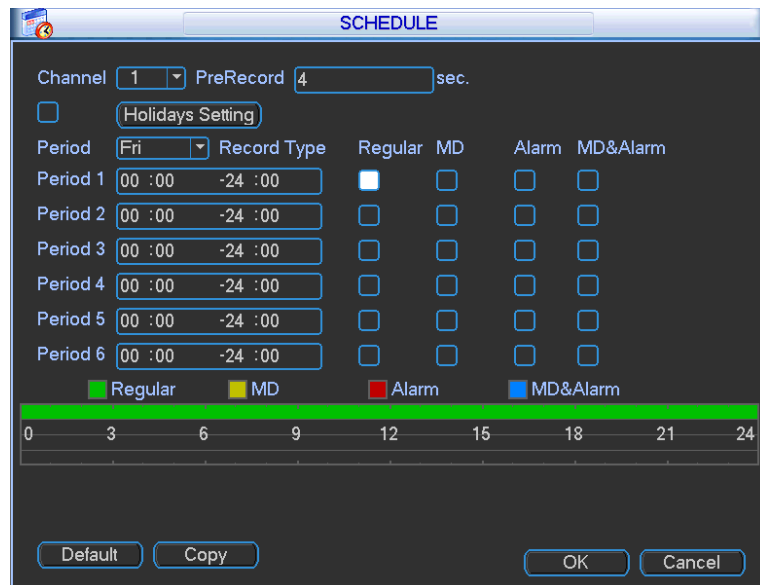 SCHEDULE
Channel 1 PreRecord 4 sec.
Holidays Setting
Period Fri Record Type Regular MD Alarm MD&Alarm
Period 1 00 :00 -24 :00
Period 2 00 :00 -24 :00
Period 3 00 :00 -24 :00
Period 4 00 :00 -24 :00
Period 5 00 :00 -24 :00
Period 6 00 :00 -24 :00
Regular MD Alarm MD&Alarm
0 3 6 9 12 15 18 21 24
Default Copy OK Cancel